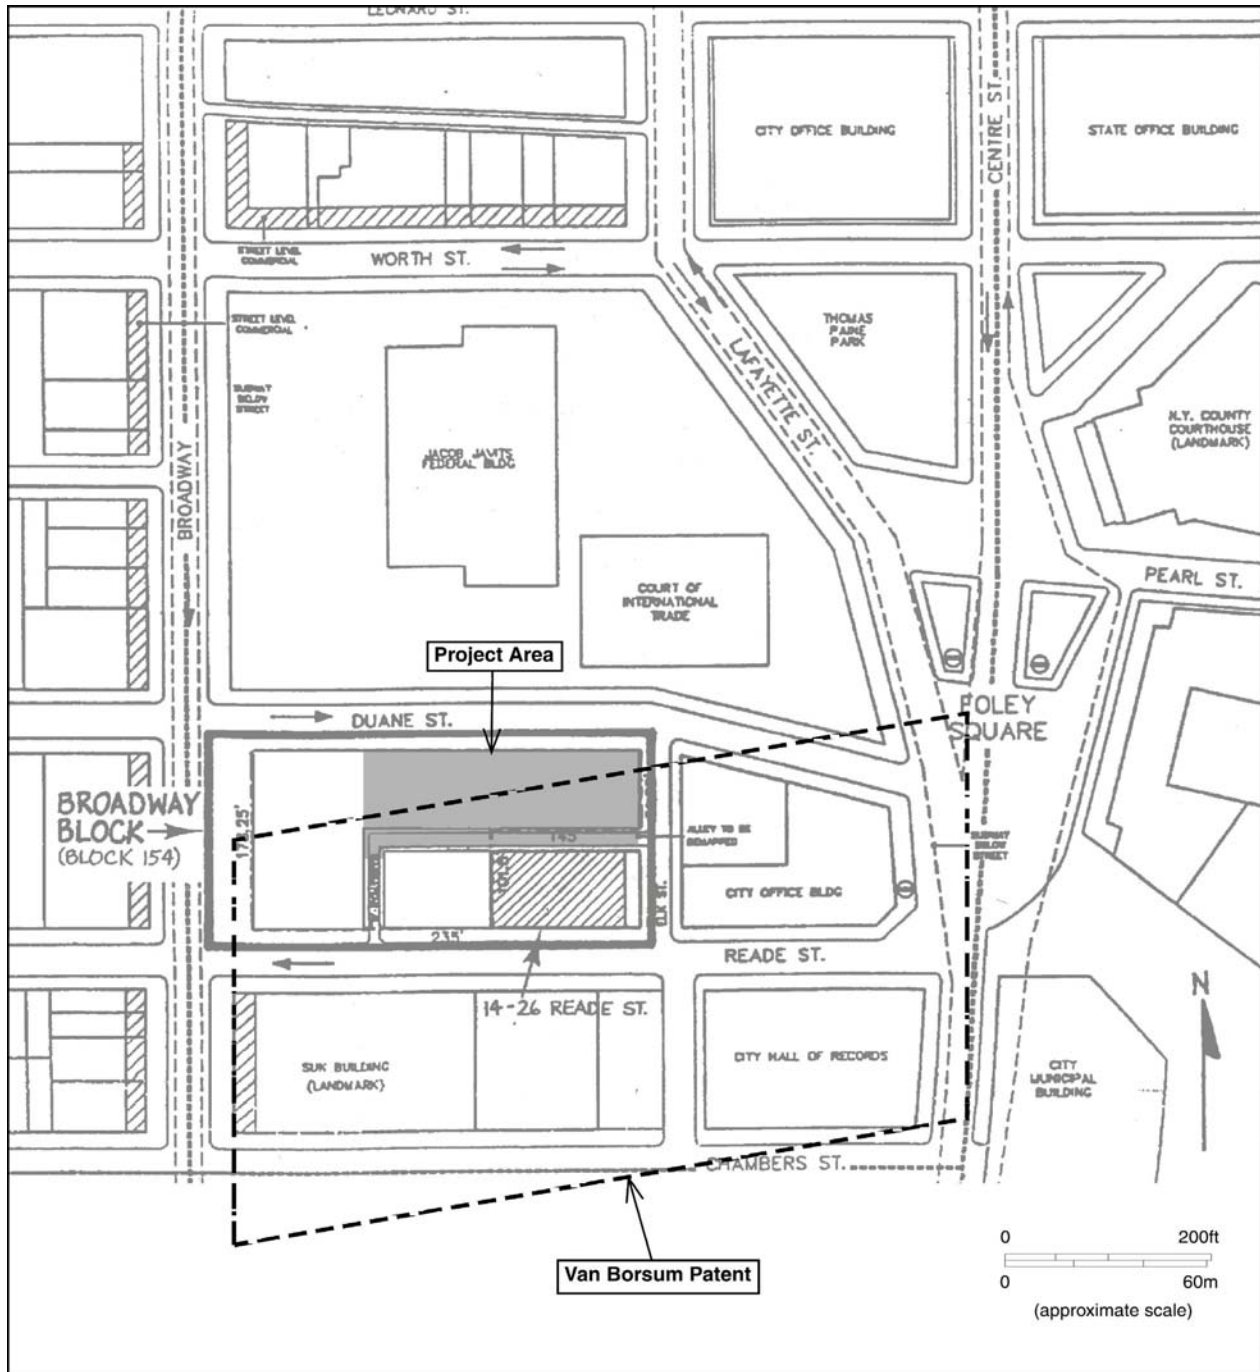 LEONARD ST.
CITY OFFICE BUILDING
CENTRE ST.
STATE OFFICE BUILDING
STREET LEVEL
COMMERCIAL
WORTH ST.
STREET LEVEL
COMMERCIAL
THOMAS
PAINE
PARK
LAFAYETTE ST.
SUBWAY
BELOW
STREET
N.Y. COUNTY
COURTHOUSE
(LANDMARK)
BROADWAY
JACOB JAVITS
FEDERAL BLDG
PEARL ST.
COURT OF
INTERNATIONAL
TRADE
Project Area
FOLEY
SQUARE
DUANE ST.
BROADWAY
BLOCK
(BLOCK 154)
145'
ALLEY TO BE
DEMAPPED
SUBWAY
BELOW
STREET
CITY OFFICE BLDG
ELK ST.
235'
READE ST.
14-26 READE ST.
N
SUN BUILDING
(LANDMARK)
CITY HALL OF RECORDS
CITY
MUNICIPAL
BUILDING
CHAMBERS ST.
Van Borsum Patent
0 200ft
0 60m
(approximate scale)